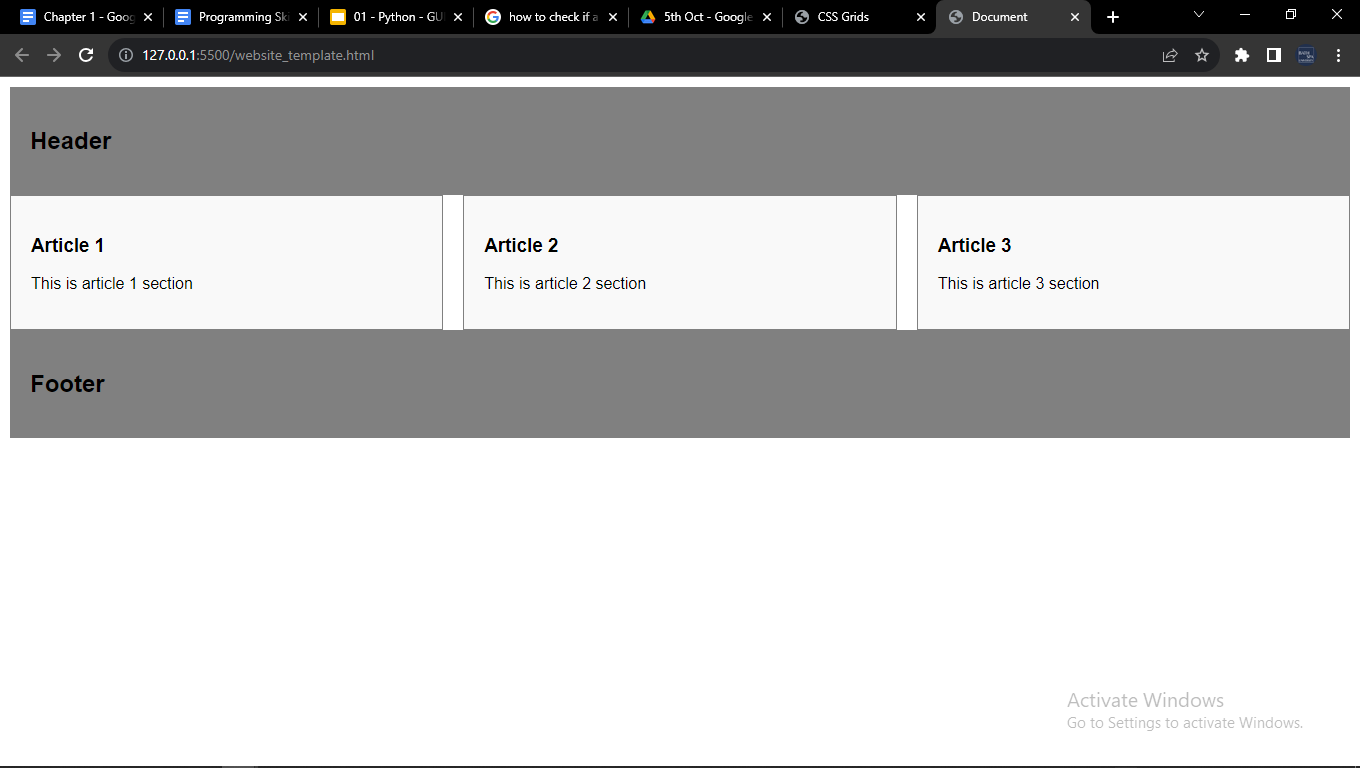 Chapter 1 - Goog
Programming Ski
01 - Python - GUI
how to check if a
5th Oct - Google
CSS Grids
Document
127.0.0.1:5500/website_template.html
Header
Article 1
This is article 1 section
Article 2
This is article 2 section
Article 3
This is article 3 section
Footer
Activate Windows
Go to Settings to activate Windows.